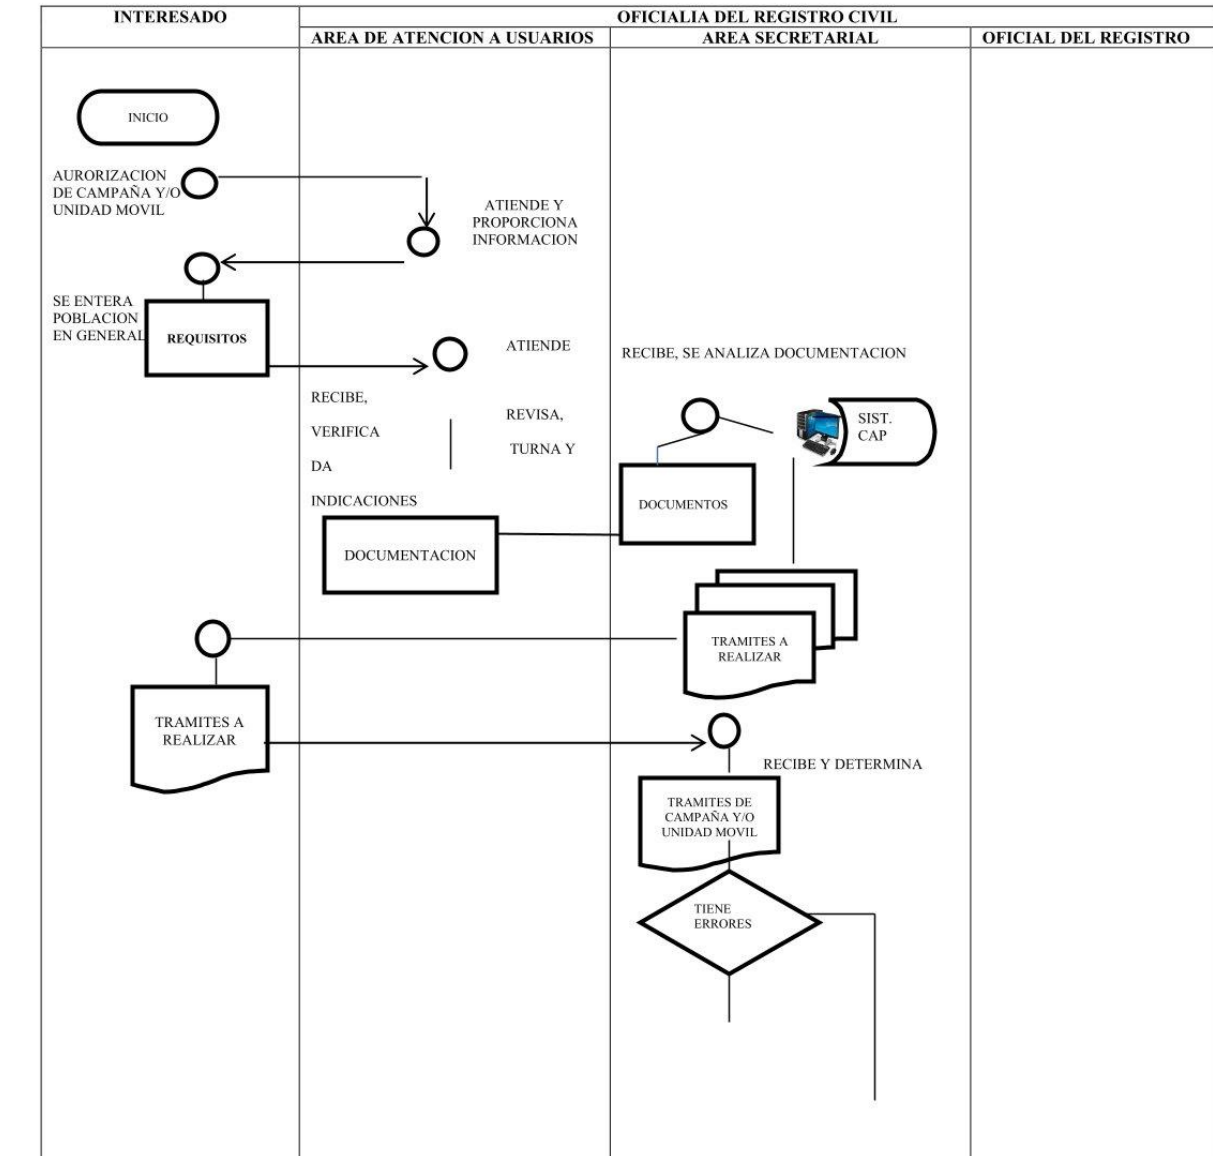 INTERESADO
OFICIALIA DEL REGISTRO CIVIL
AREA DE ATENCION A USUARIOS
AREA SECRETARIAL
OFICIAL DEL REGISTRO
INICIO
AURORIZACION
DE CAMPAÑA Y/O
UNIDAD MOVIL
ATIENDE Y
PROPORCIONA
INFORMACION
SE ENTERA
POBLACION
EN GENERAL
REQUISITOS
ATIENDE
RECIBE, SE ANALIZA DOCUMENTACION
RECIBE,
REVISA,
VERIFICA
TURNA Y
DA
INDICACIONES
SIST.
CAP
DOCUMENTOS
DOCUMENTACION
TRAMITES A
REALIZAR
TRAMITES A
REALIZAR
RECIBE Y DETERMINA
TRAMITES DE
CAMPAÑA Y/O
UNIDAD MOVIL
TIENE
ERRORES